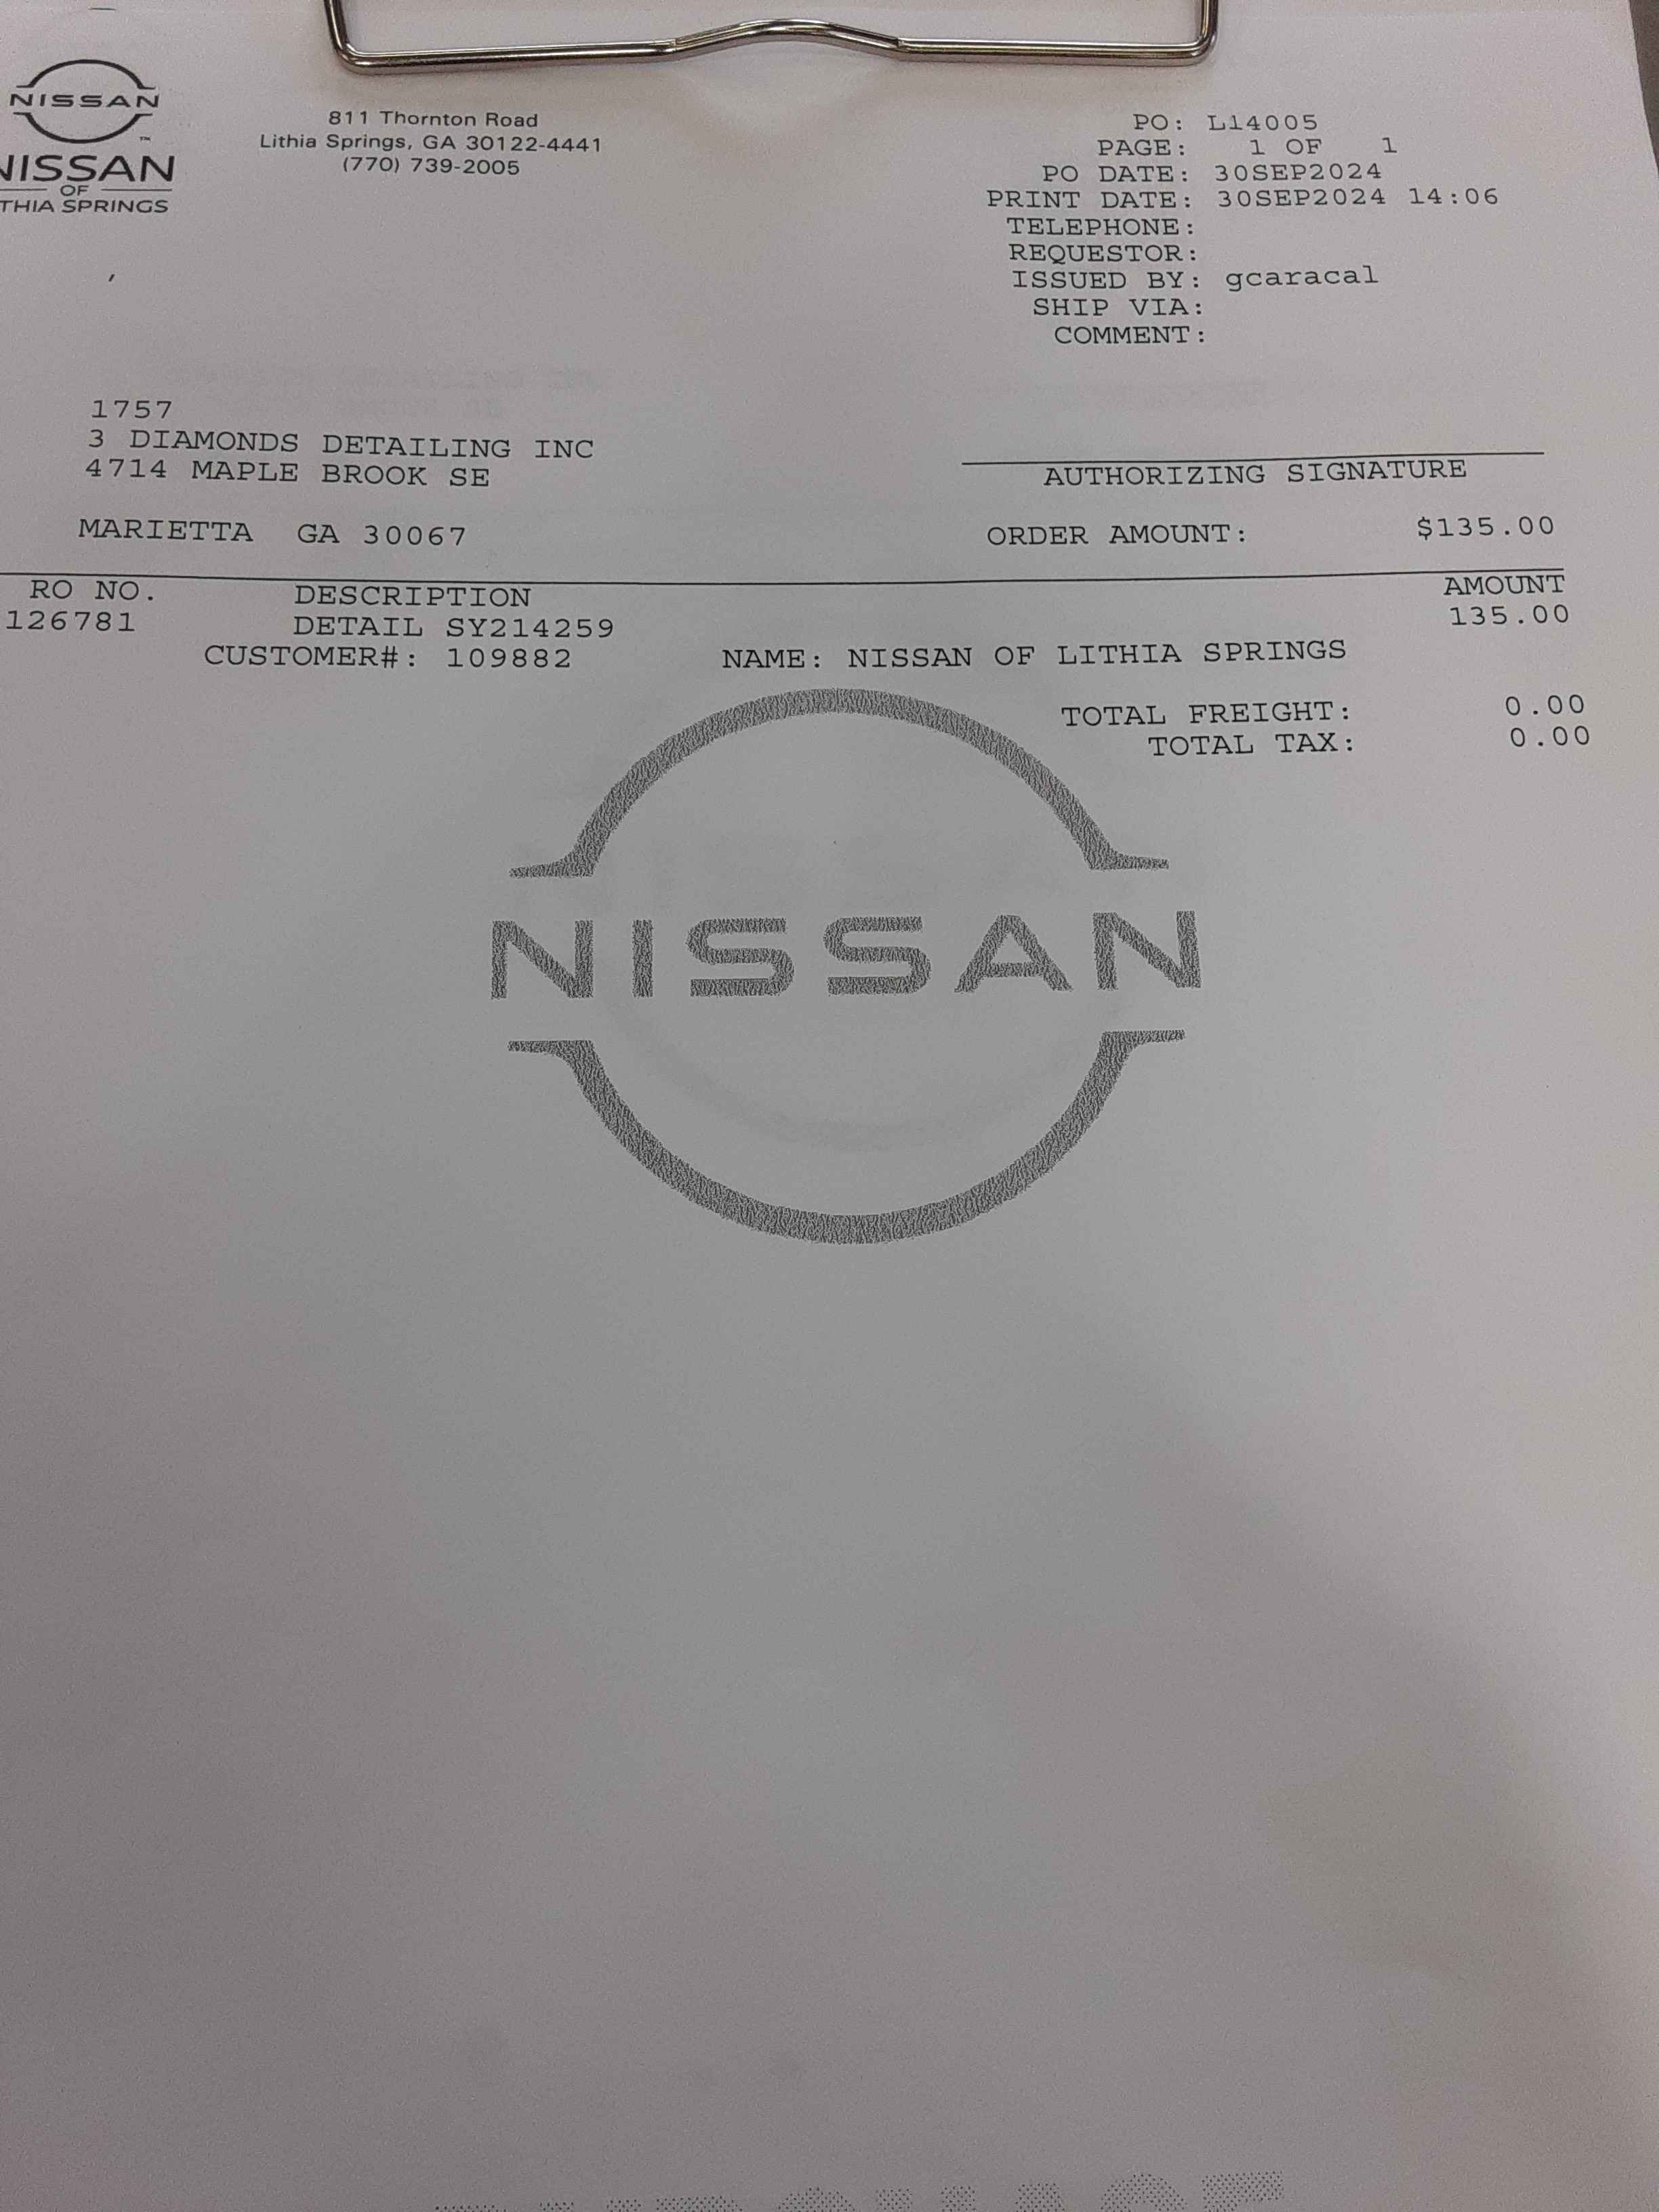 NISSAN
™
NISSAN
OF
THIA SPRINGS
811 Thornton Road
Lithia Springs, GA 30122-4441
(770) 739-2005
PO: L14005
PAGE: 1 OF 1
PO DATE: 30SEP2024
PRINT DATE: 30SEP2024 14:06
TELEPHONE:
REQUESTOR:
ISSUED BY: gcaracal
SHIP VIA:
COMMENT:
1757
3 DIAMONDS DETAILING INC
4714 MAPLE BROOK SE
MARIETTA GA 30067
AUTHORIZING SIGNATURE
ORDER AMOUNT: $135.00
RO NO. DESCRIPTION AMOUNT
126781 DETAIL SY214259 135.00
CUSTOMER#: 109882 NAME: NISSAN OF LITHIA SPRINGS
TOTAL FREIGHT: 0.00
TOTAL TAX: 0.00
NISSAN